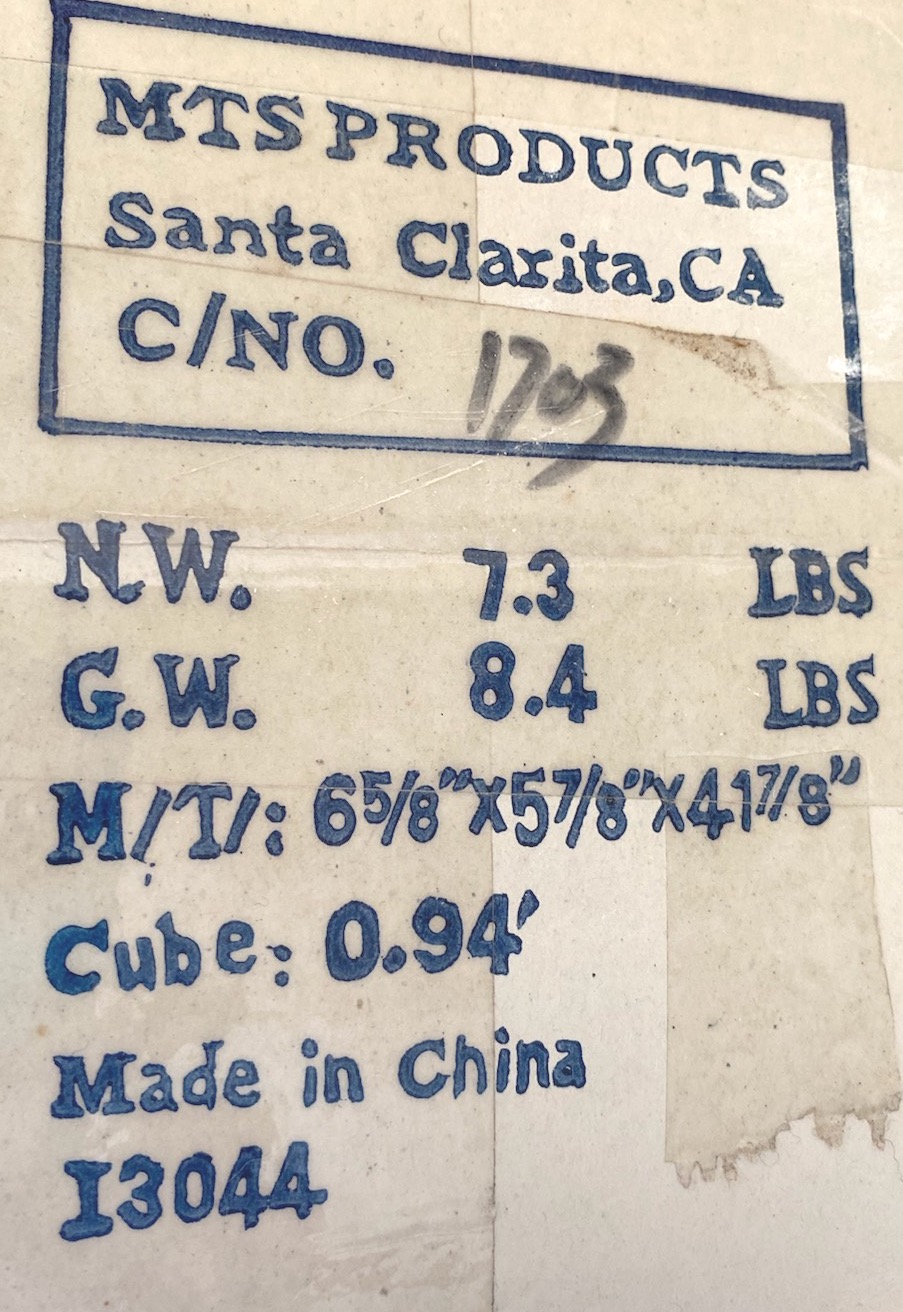 MTS PRODUCTS
Santa Clarita, CA
C/NO. 1703
N.W. 7.3 LBS
G.W. 8.4 LBS
M/T/: 6 5/8"X5 7/8"X41 7/8"
Cube: 0.94'
Made in China
I3044